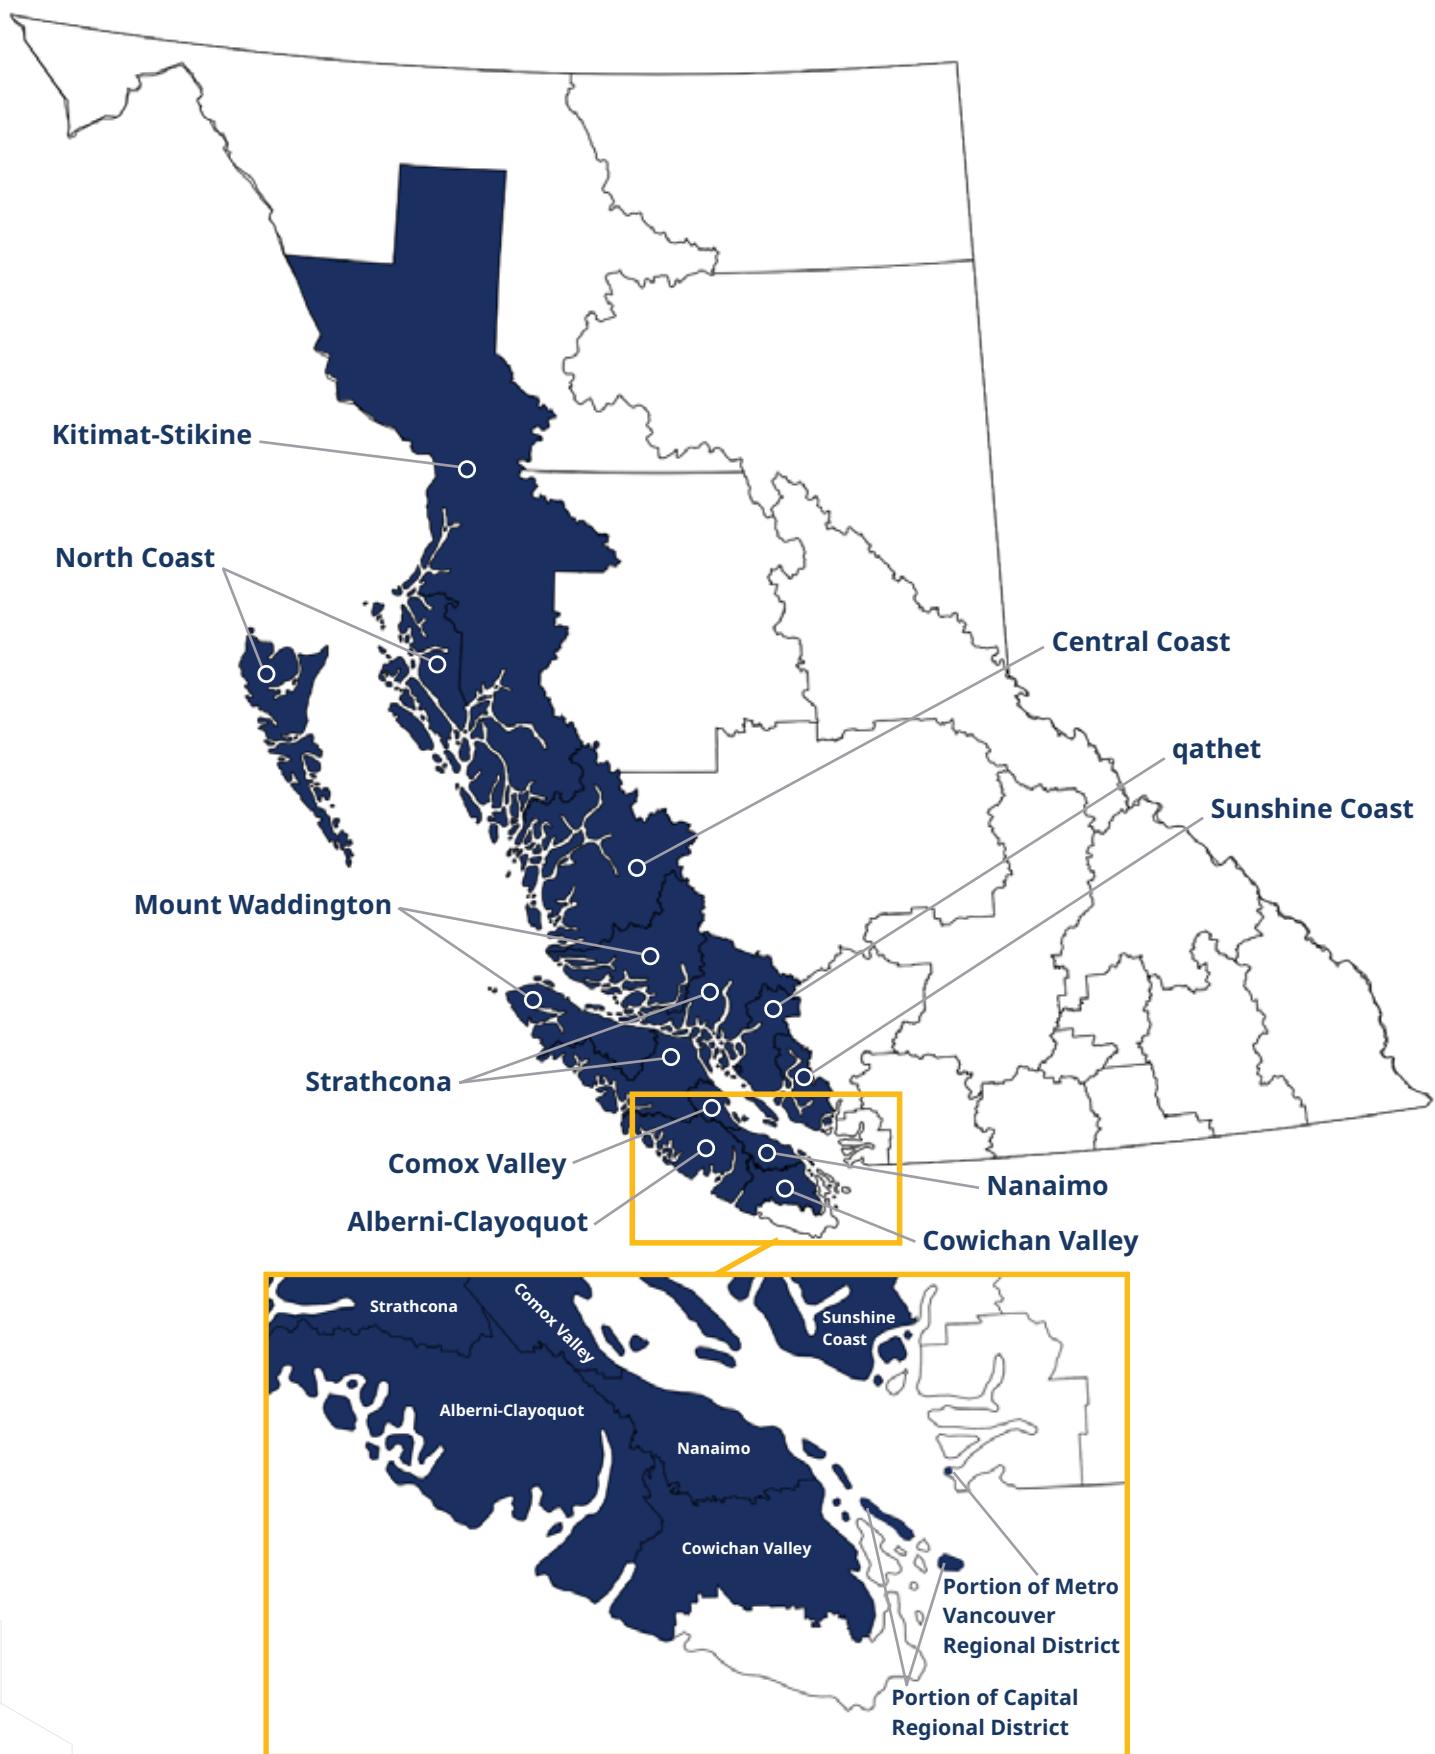 Kitimat-Stikine
North Coast
Central Coast
qathet
Sunshine Coast
Mount Waddington
Strathcona
Comox Valley
Nanaimo
Alberni-Clayoquot
Cowichan Valley
Strathcona
Comox Valley
Sunshine
Coast
Alberni-Clayoquot
Nanaimo
Cowichan Valley
Portion of Metro
Vancouver
Regional District
Portion of Capital
Regional District